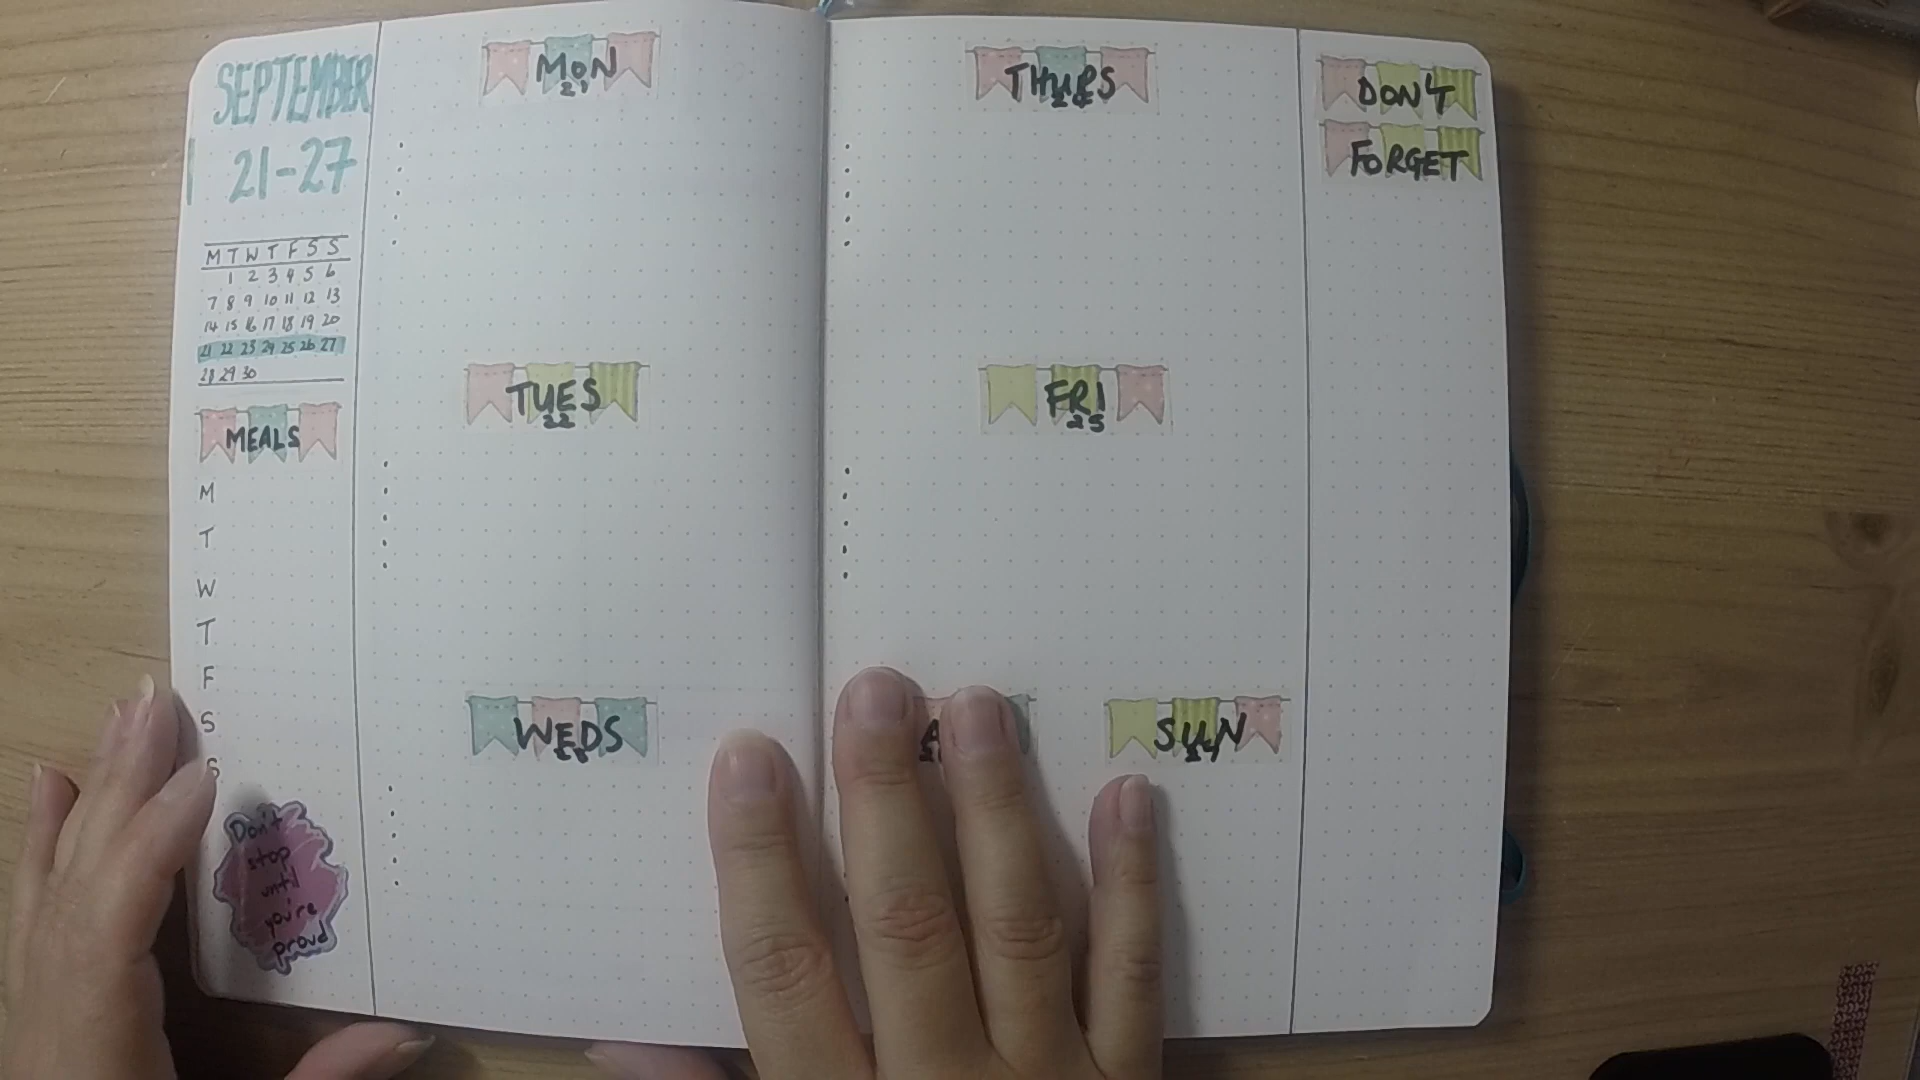 SEPTEMBER
21-27
M T W T F S S
1 2 3 4 5 6
7 8 9 10 11 12 13
14 15 16 17 18 19 20
21 22 23 24 25 26 27
28 29 30
MEALS
M
T
W
T
F
S
S
Don't
stop
until
you're
proud
MON
21
TUES
22
WEDS
THURS
24
FRI
25
SUN
DON'T
FORGET